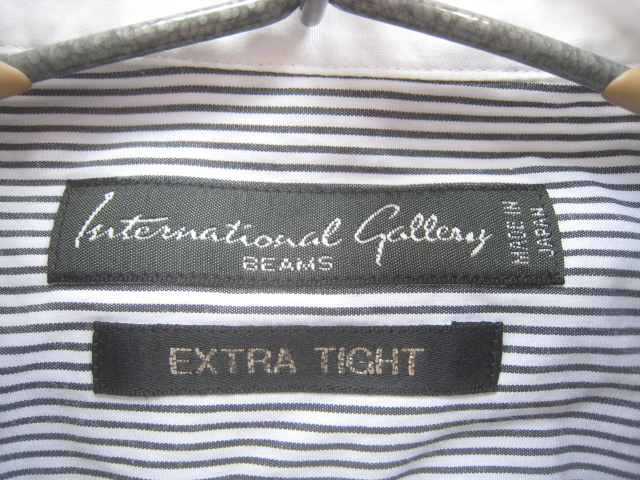 International Gallery
BEAMS
MADE IN
JAPAN
EXTRA TIGHT